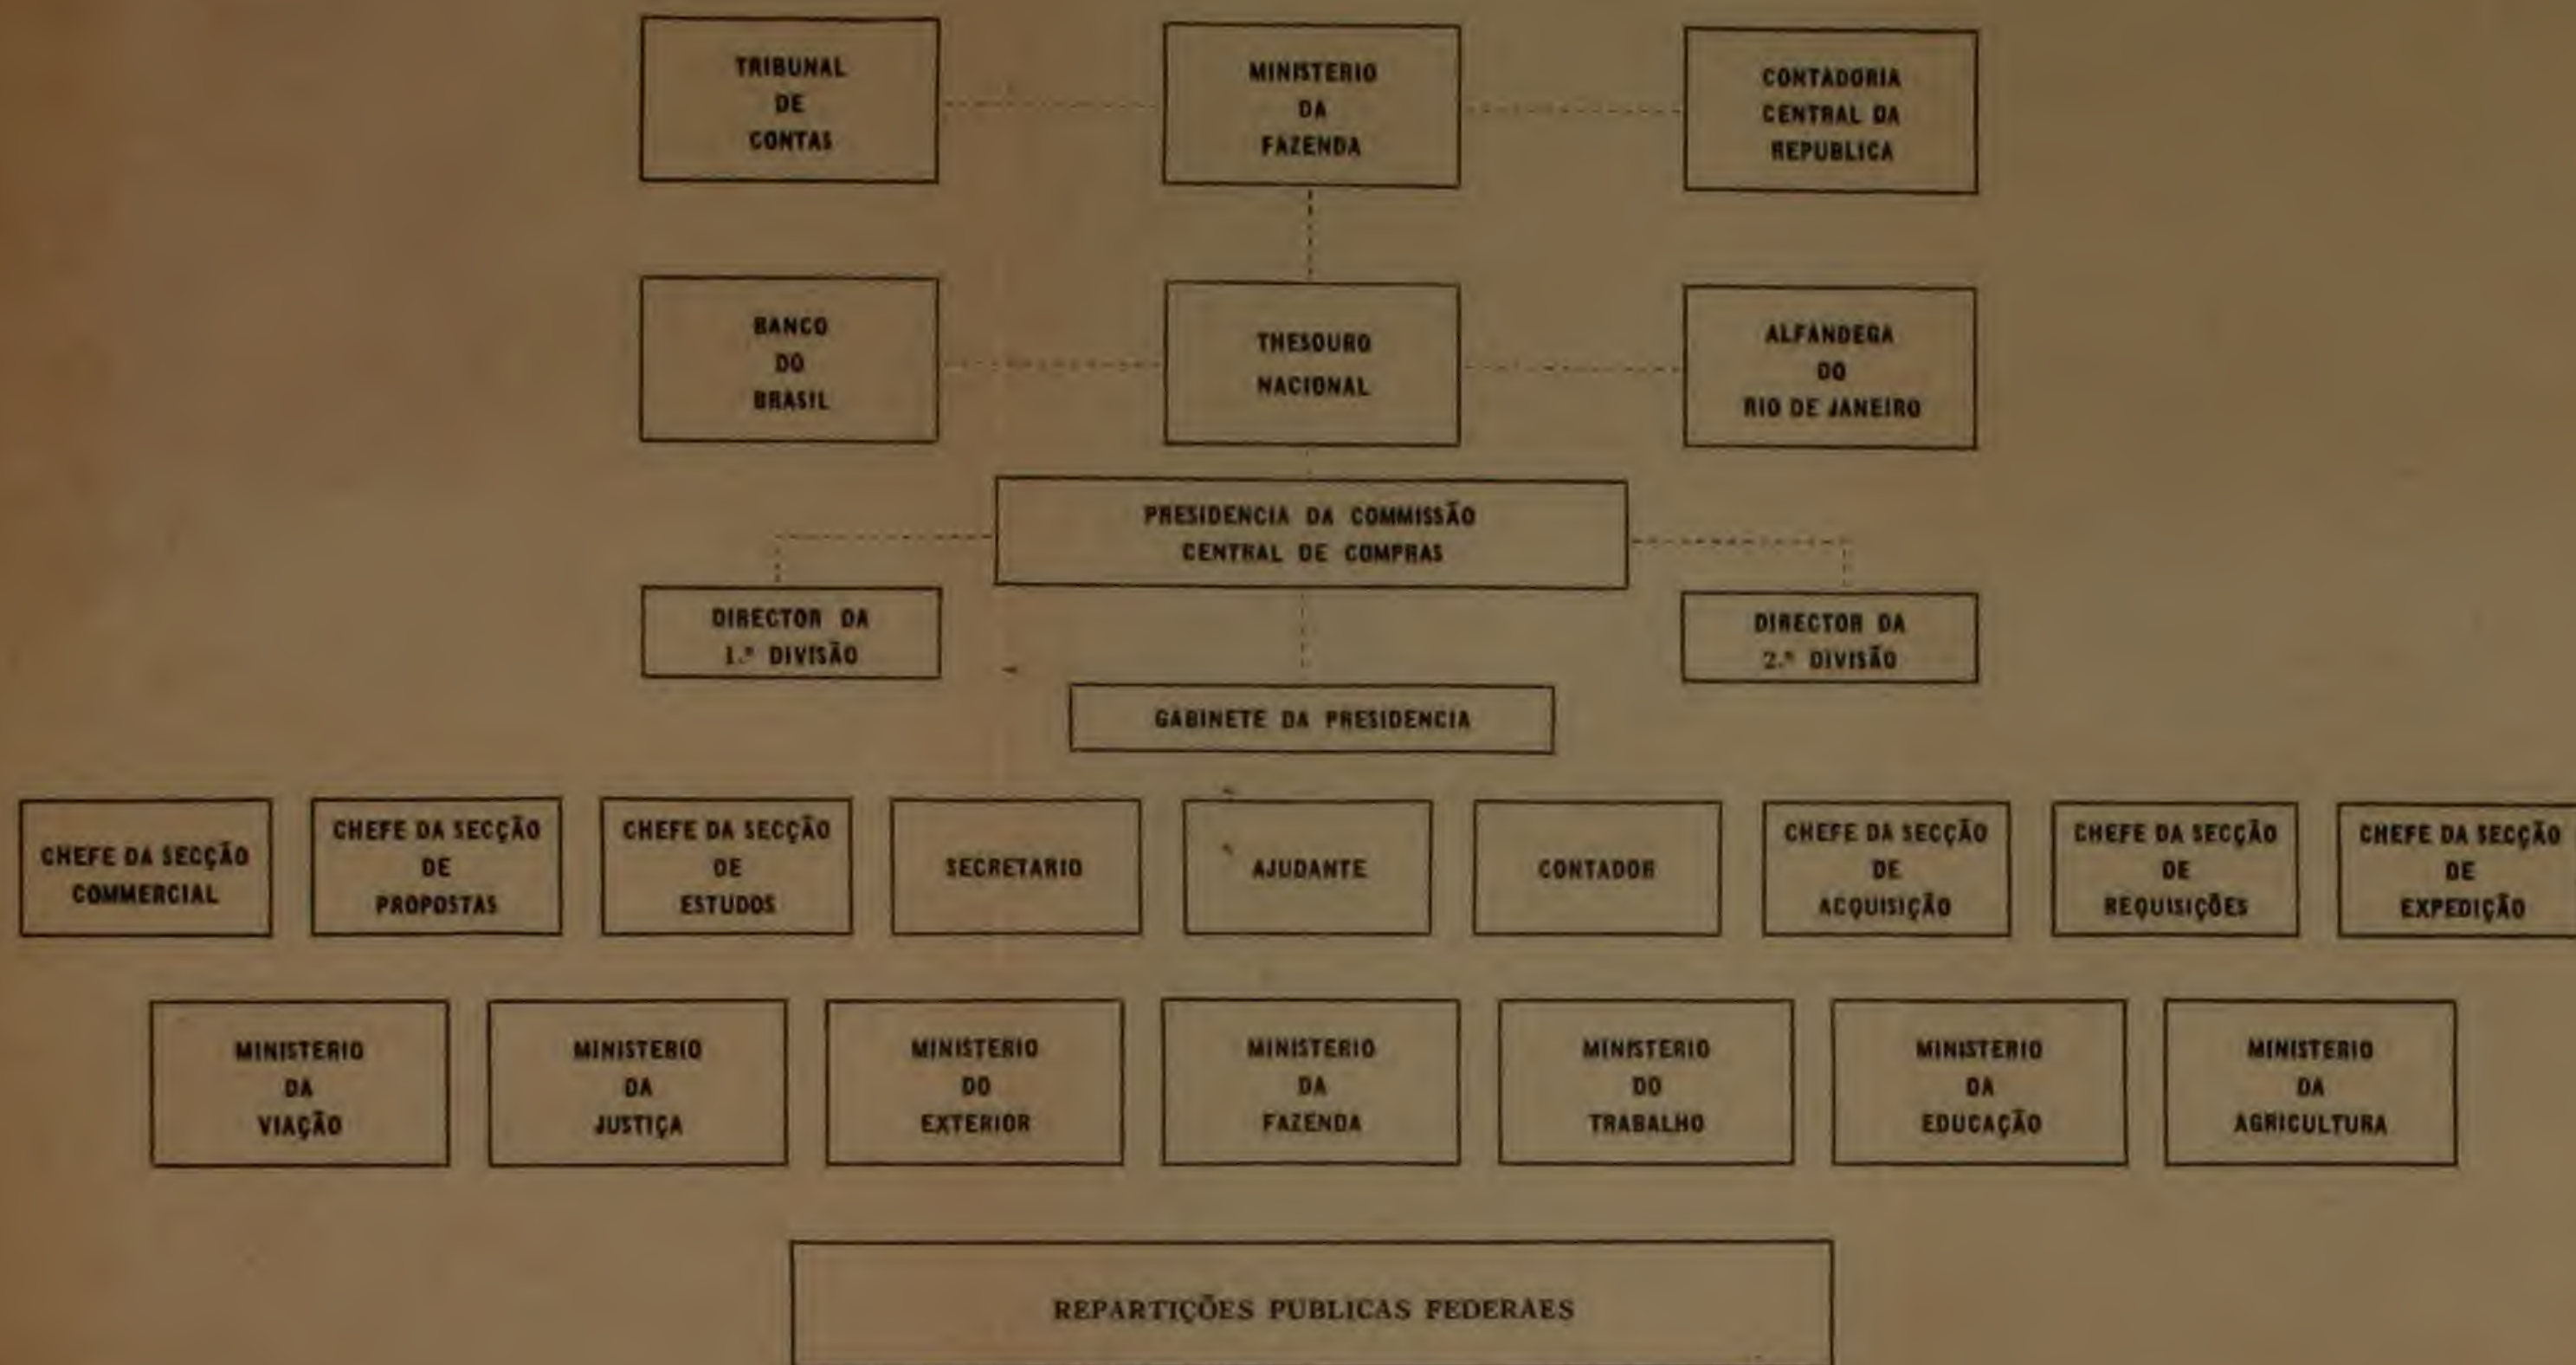 TRIBUNAL
DE
CONTAS
MINISTERIO
DA
FAZENDA
CONTADORIA
CENTRAL DA
REPUBLICA
BANCO
DO
BRASIL
THESOURO
NACIONAL
ALFANDEGA
DO
RIO DE JANEIRO
PRESIDENCIA DA COMMISSÃO
CENTRAL DE COMPRAS
DIRECTOR DA
1.ª DIVISÃO
DIRECTOR DA
2.ª DIVISÃO
GABINETE DA PRESIDENCIA
CHEFE DA SECÇÃO
COMMERCIAL
CHEFE DA SECÇÃO
DE
PROPOSTAS
CHEFE DA SECÇÃO
DE
ESTUDOS
SECRETARIO
AJUDANTE
CONTADOR
CHEFE DA SECÇÃO
DE
ACQUISIÇÃO
CHEFE DA SECÇÃO
DE
REQUISIÇÕES
CHEFE DA SECÇÃO
DE
EXPEDIÇÃO
MINISTERIO
DA
VIAÇÃO
MINISTERIO
DA
JUSTIÇA
MINISTERIO
DO
EXTERIOR
MINISTERIO
DA
FAZENDA
MINISTERIO
DO
TRABALHO
MINISTERIO
DA
EDUCAÇÃO
MINISTERIO
DA
AGRICULTURA
REPARTIÇÕES PUBLICAS FEDERAES